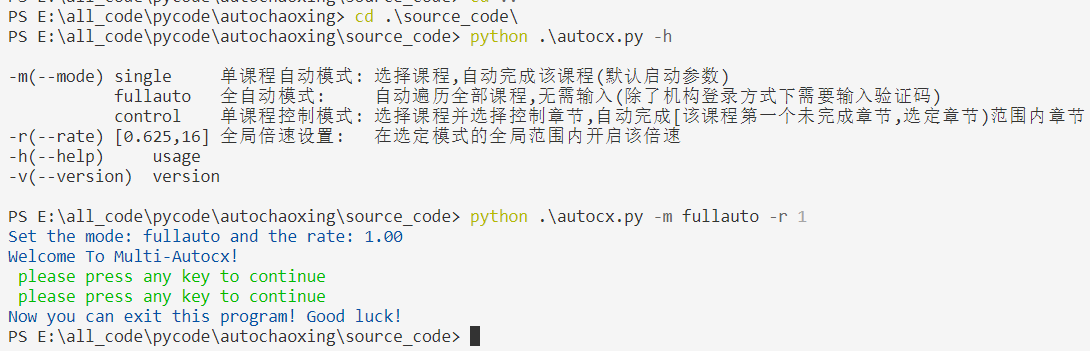 PS E:\all_code\pycode\autochaoxing> cd .\source_code\
PS E:\all_code\pycode\autochaoxing\source_code> python .\autocx.py -h
-m(--mode) single 单课程自动模式: 选择课程,自动完成该课程(默认启动参数)
fullauto 全自动模式: 自动遍历全部课程,无需输入(除了机构登录方式下需要输入验证码)
control 单课程控制模式: 选择课程并选择控制章节,自动完成[该课程第一个未完成章节,选定章节)范围内章节
-r(--rate) [0.625,16] 全局倍速设置: 在选定模式的全局范围内开启该倍速
-h(--help) usage
-v(--version) version
PS E:\all_code\pycode\autochaoxing\source_code> python .\autocx.py -m fullauto -r 1
Set the mode: fullauto and the rate: 1.00
Welcome To Multi-Autocx!
please press any key to continue
please press any key to continue
Now you can exit this program! Good luck!
PS E:\all_code\pycode\autochaoxing\source_code>